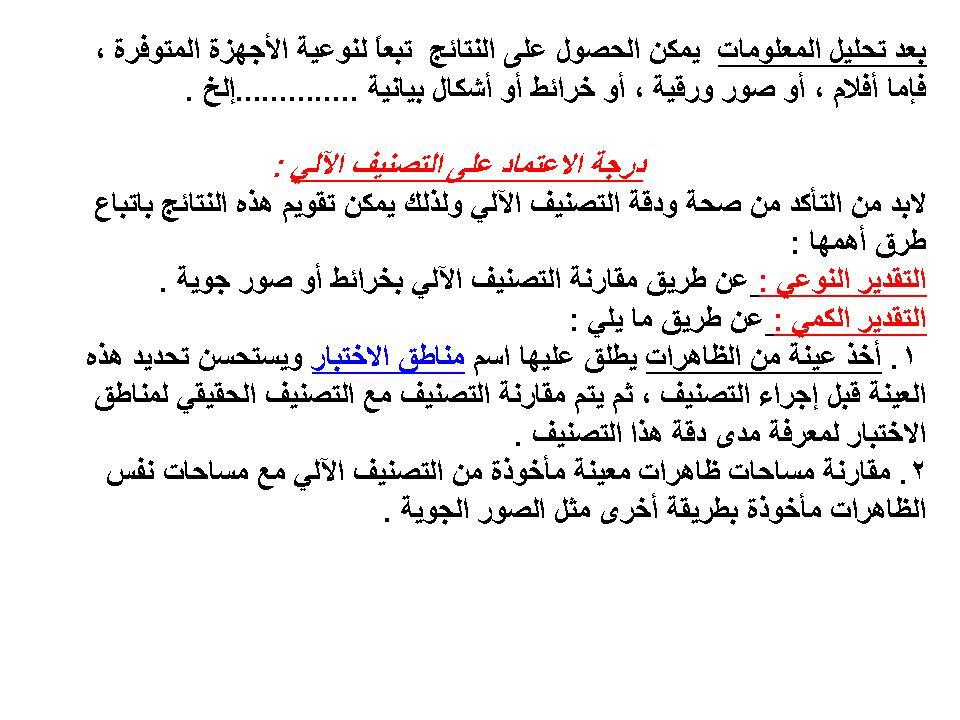 بعد تحليل المعلومات يمكن الحصول على النتائج تبعاً لنوعية الأجهزة المتوفرة ،
فإما أفلام ، أو صور ورقية ، أو خرائط أو أشكال بيانية ..............إلخ .
درجة الاعتماد على التصنيف الآلي :
لابد من التأكد من صحة ودقة التصنيف الآلي ولذلك يمكن تقويم هذه النتائج باتباع
طرق أهمها :
التقدير النوعي : عن طريق مقارنة التصنيف الآلي بخرائط أو صور جوية .
التقدير الكمي : عن طريق ما يلي :
١. أخذ عينة من الظاهرات يطلق عليها اسم مناطق الاختبار ويستحسن تحديد هذه
العينة قبل إجراء التصنيف ، ثم يتم مقارنة التصنيف مع التصنيف الحقيقي لمناطق
الاختبار لمعرفة مدى دقة هذا التصنيف .
٢. مقارنة مساحات ظاهرات معينة مأخوذة من التصنيف الآلي مع مساحات نفس
الظاهرات مأخوذة بطريقة أخرى مثل الصور الجوية .